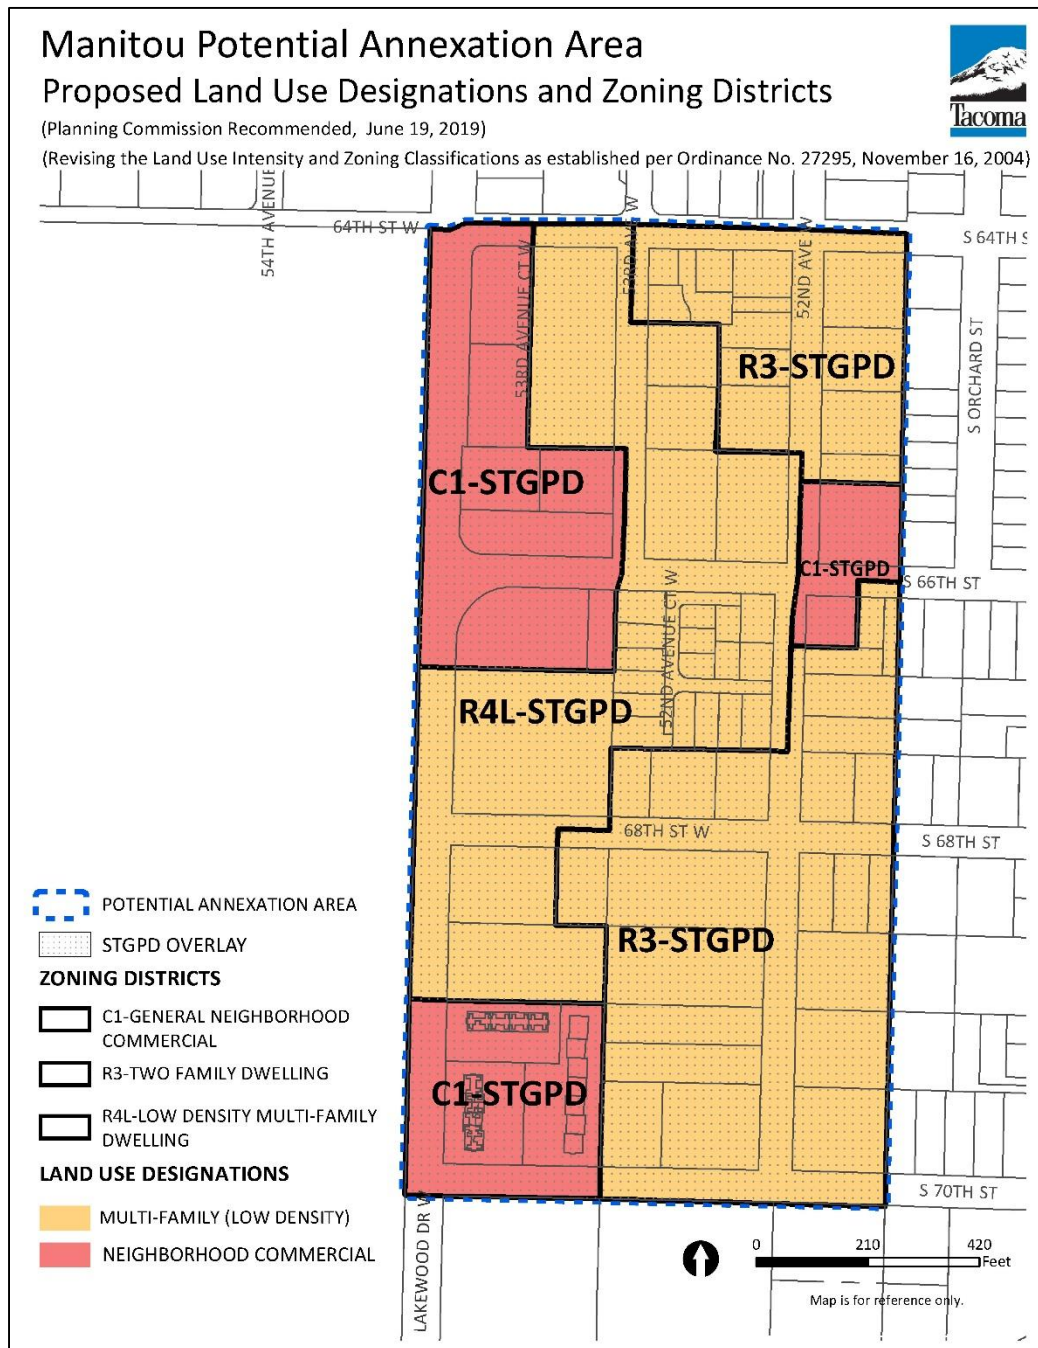 Manitou Potential Annexation Area
Proposed Land Use Designations and Zoning Districts
(Planning Commission Recommended, June 19, 2019)
(Revising the Land Use Intensity and Zoning Classifications as established per Ordinance No. 27295, November 16, 2004)
Tacoma
54TH AVENUE
64TH ST W
53RD AVENUE CT W
53RD AVE W
52ND AVE W
S 64TH S
S ORCHARD ST
R3-STGPD
C1-STGPD
C1-STGPD
S 66TH ST
52ND AVENUE CT W
R4L-STGPD
68TH ST W
S 68TH ST
R3-STGPD
C1-STGPD
S 70TH ST
LAKEWOOD DR W
POTENTIAL ANNEXATION AREA
STGPD OVERLAY
ZONING DISTRICTS
C1-GENERAL NEIGHBORHOOD
COMMERCIAL
R3-TWO FAMILY DWELLING
R4L-LOW DENSITY MULTI-FAMILY
DWELLING
LAND USE DESIGNATIONS
MULTI-FAMILY (LOW DENSITY)
NEIGHBORHOOD COMMERCIAL
0 210 420
Feet
Map is for reference only.